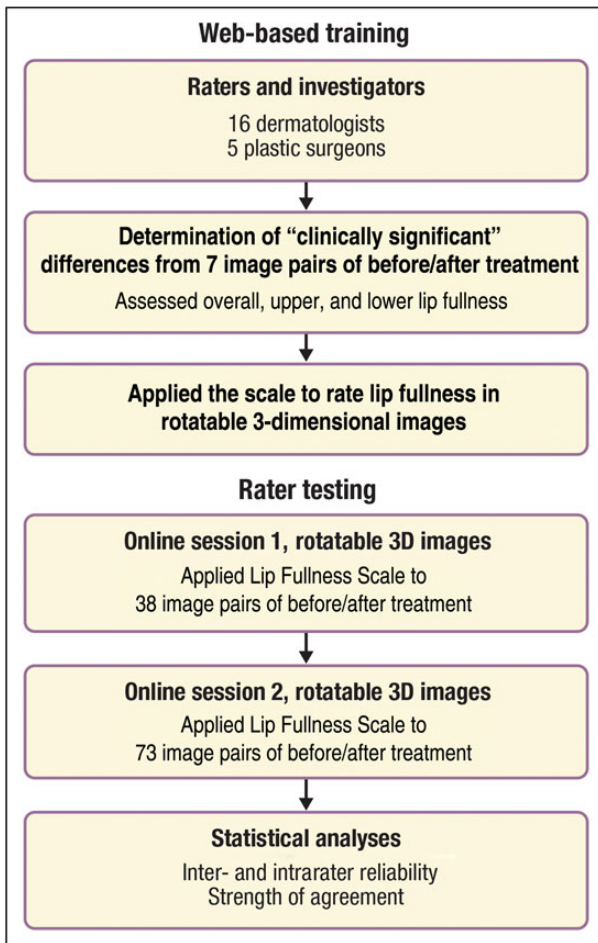 Web-based training
Raters and investigators
16 dermatologists
5 plastic surgeons
Determination of “clinically significant”
differences from 7 image pairs of before/after treatment
Assessed overall, upper, and lower lip fullness
Applied the scale to rate lip fullness in
rotatable 3-dimensional images
Rater testing
Online session 1, rotatable 3D images
Applied Lip Fullness Scale to
38 image pairs of before/after treatment
Online session 2, rotatable 3D images
Applied Lip Fullness Scale to
73 image pairs of before/after treatment
Statistical analyses
Inter- and intrarater reliability
Strength of agreement